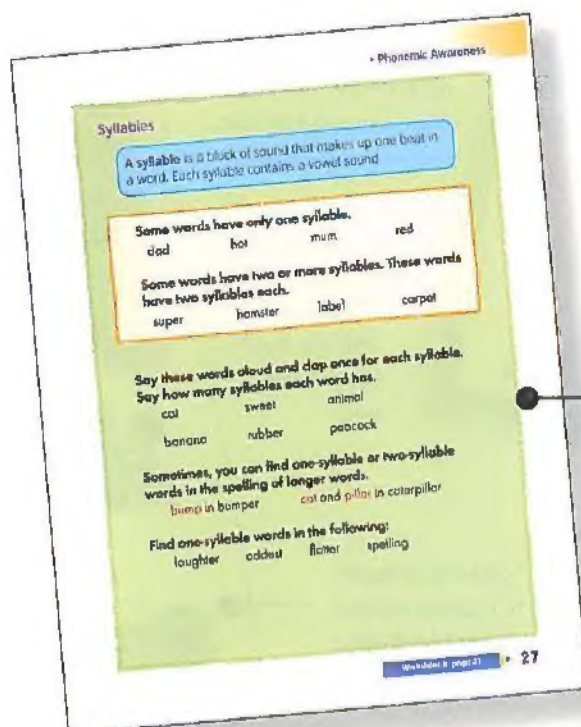 • Phonemic Awareness
Syllables
A syllable is a block of sound that makes up one beat in
a word. Each syllable contains a vowel sound
Some words have only one syllable.
dad hot mum red
Some words have two or more syllables. These words
have two syllables each.
super hamster label carpet
Say these words aloud and clap once for each syllable.
Say how many syllables each word has.
cat sweet animal
banana rubber peacock
Sometimes, you can find one-syllable or two-syllable
words in the spelling of longer words.
bump in bumper cat and pillar in caterpillar
Find one-syllable words in the following:
laughter oddest flatter spelling
Worksheet page 21 • 27